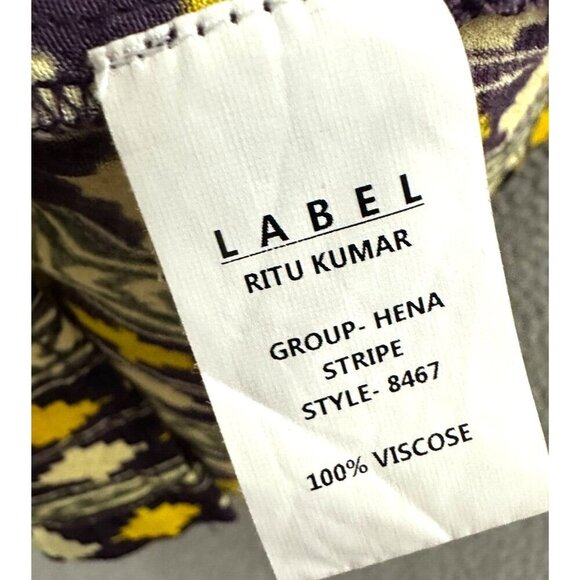 LABEL
RITU KUMAR
GROUP- HENA
STRIPE
STYLE- 8467
100% VISCOSE